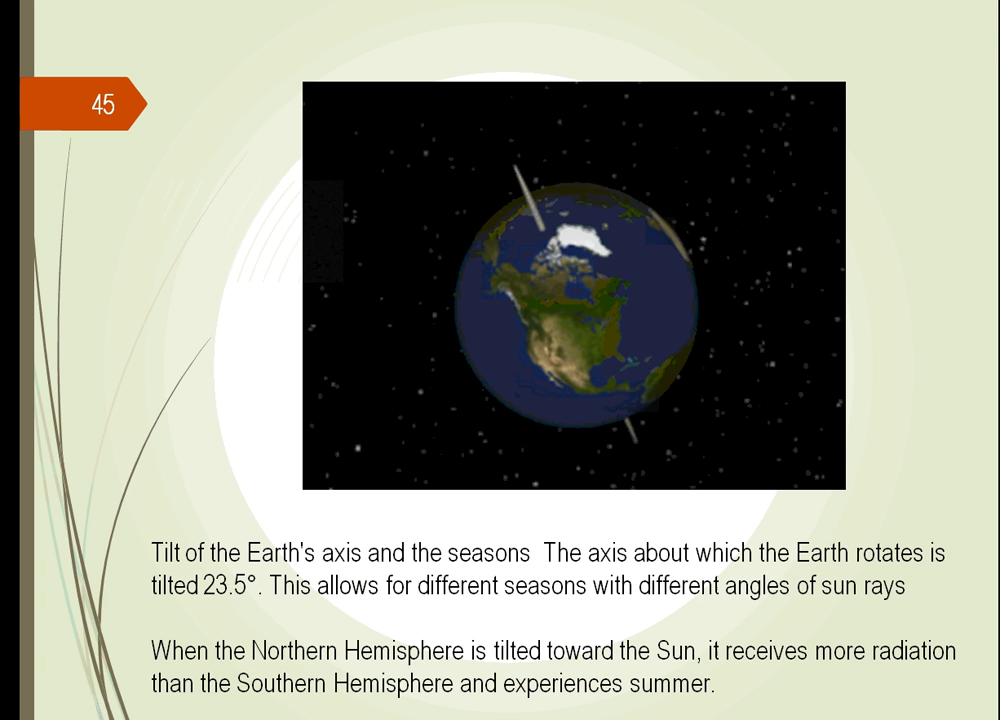 45
Tilt of the Earth's axis and the seasons  The axis about which the Earth rotates is
tilted 23.5°. This allows for different seasons with different angles of sun rays
When the Northern Hemisphere is tilted toward the Sun, it receives more radiation
than the Southern Hemisphere and experiences summer.